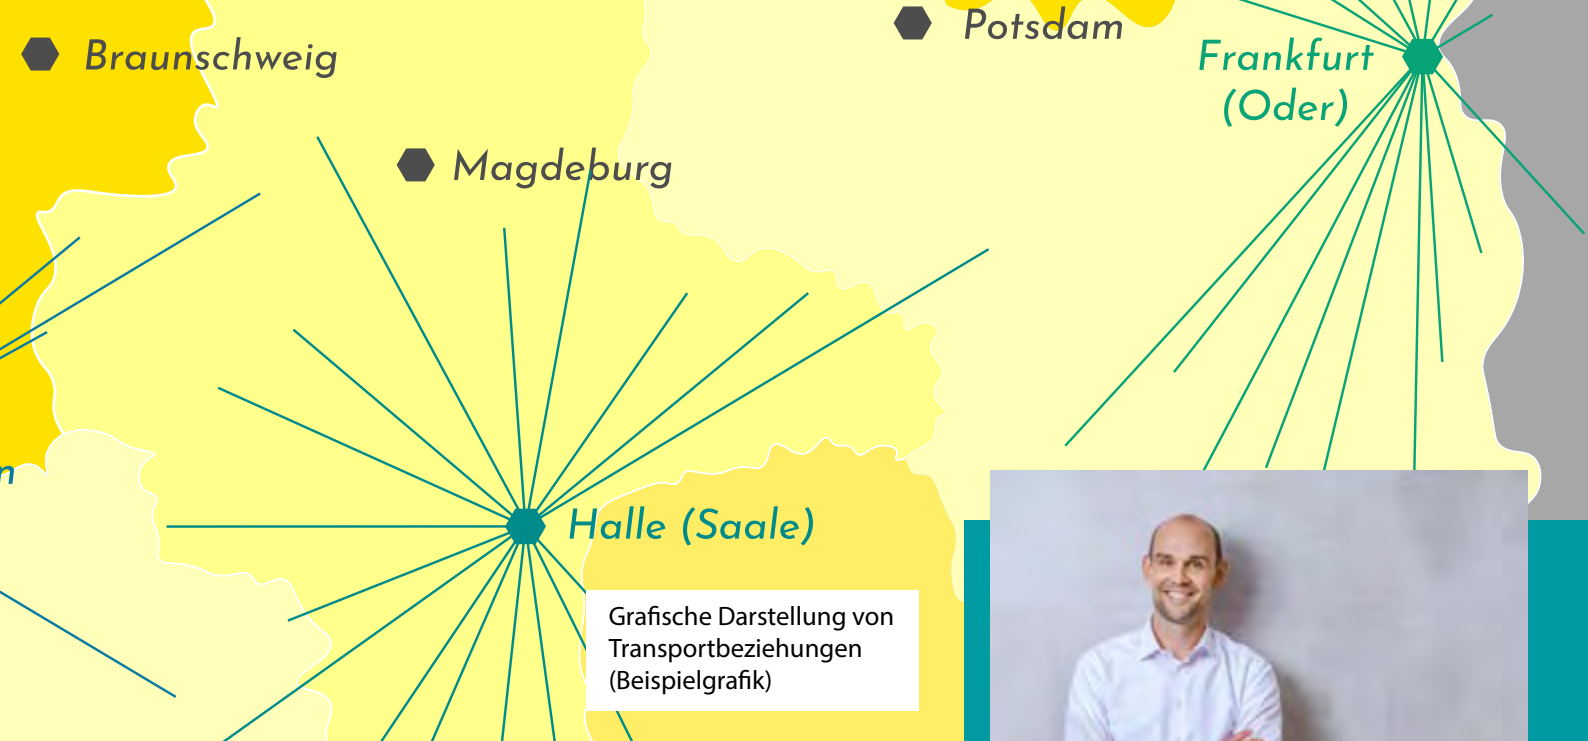 Braunschweig
Potsdam
Frankfurt
(Oder)
Magdeburg
n
Halle (Saale)
Grafische Darstellung von
Transportbeziehungen
(Beispielgrafik)